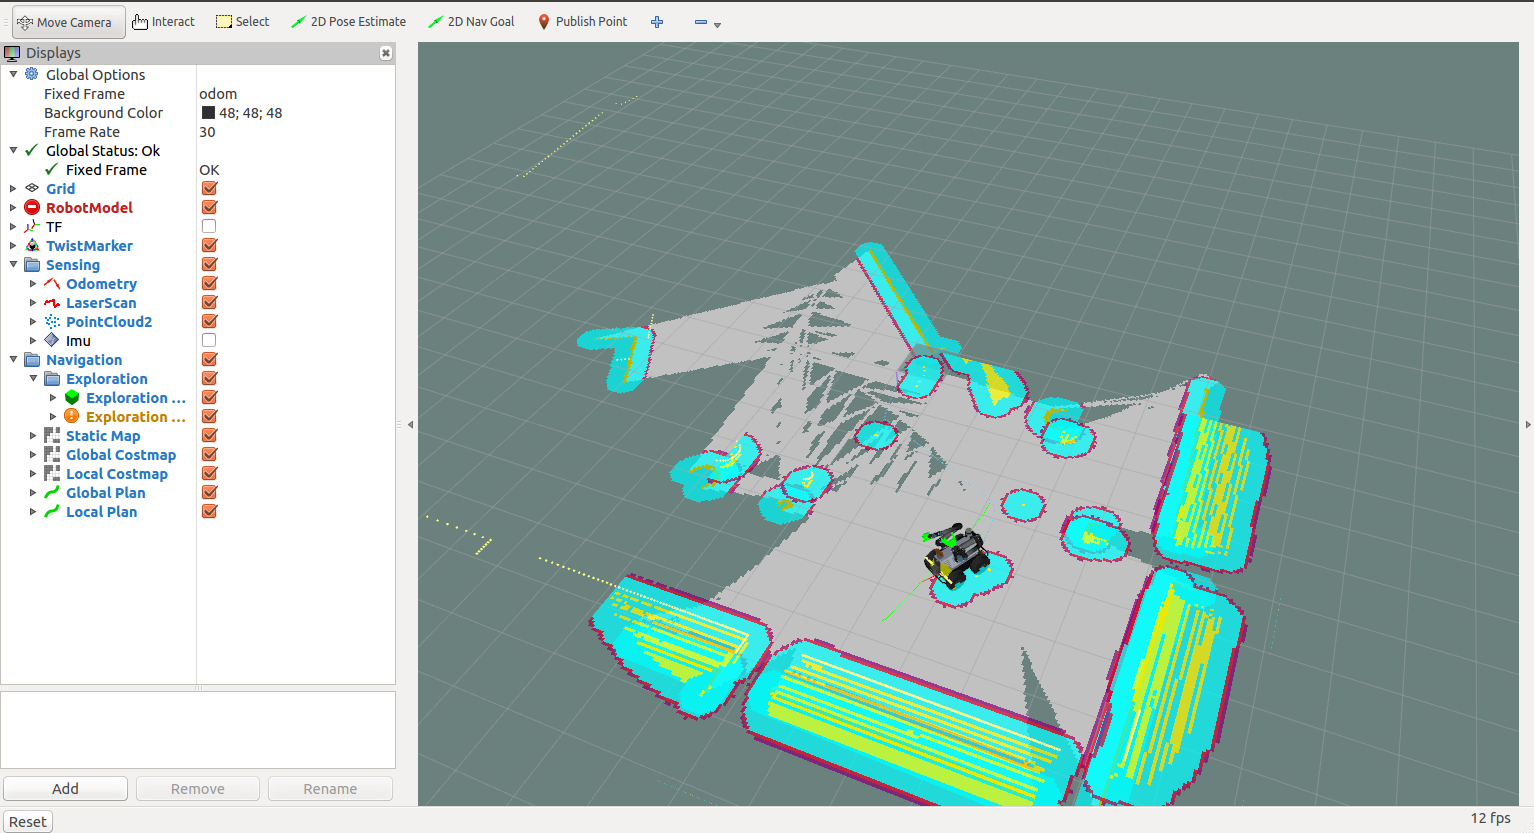 Move Camera Interact Select 2D Pose Estimate 2D Nav Goal Publish Point
Displays
Global Options
Fixed Frame odom
Background Color 48; 48; 48
Frame Rate 30
Global Status: Ok
Fixed Frame OK
Grid
RobotModel
TF
TwistMarker
Sensing
Odometry
LaserScan
PointCloud2
Imu
Navigation
Exploration
Exploration ...
Exploration ...
Static Map
Global Costmap
Local Costmap
Global Plan
Local Plan
Add Remove Rename
Reset 12 fps